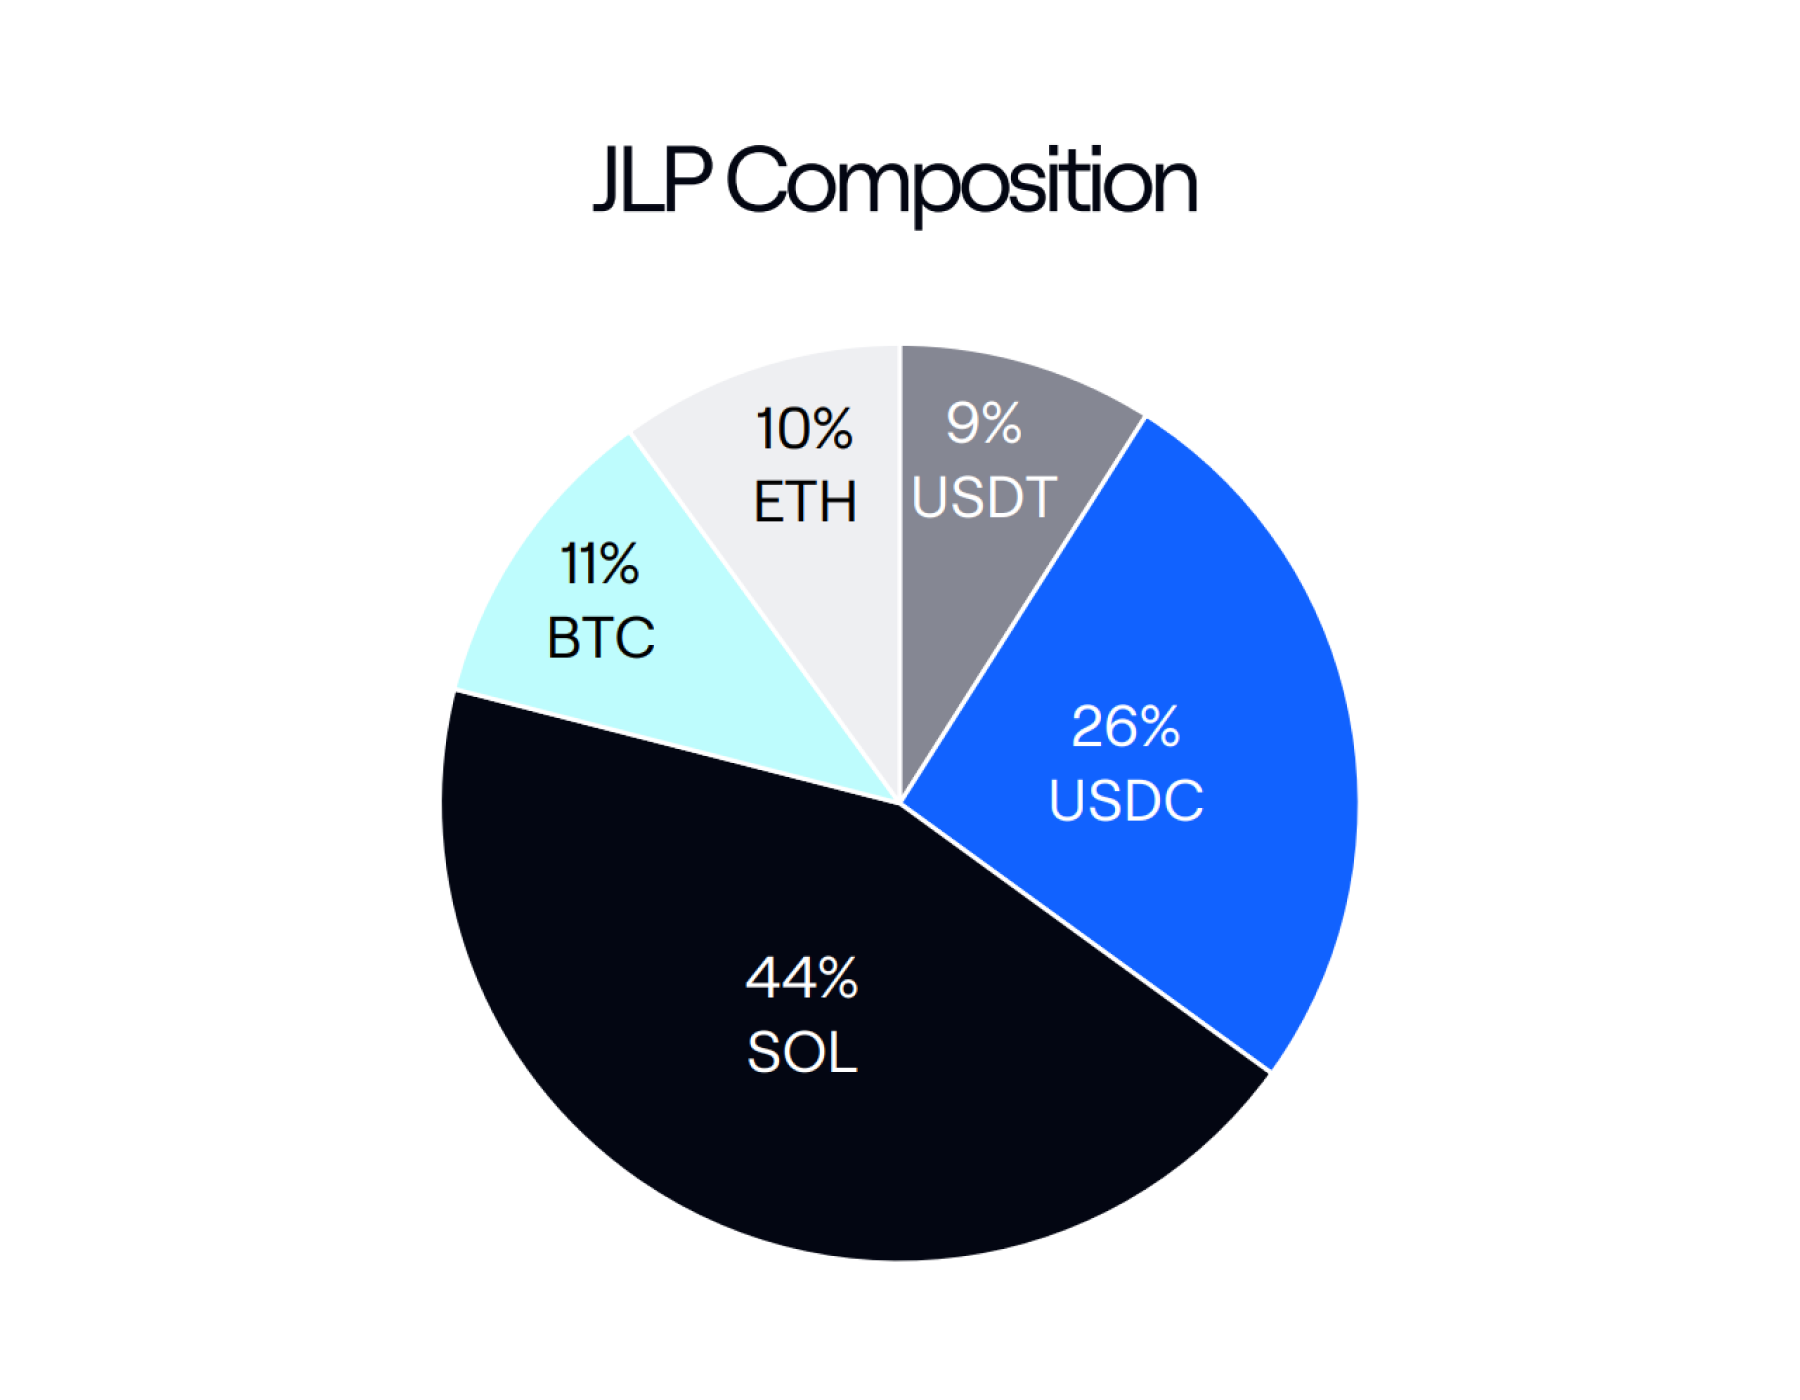 JLP Composition
10%
ETH
9%
USDT
11%
BTC
26%
USDC
44%
SOL